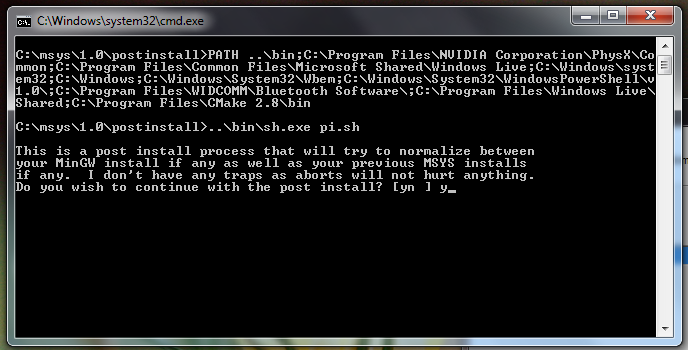 C:\Windows\system32\cmd.exe
C:\msys\1.0\postinstall>PATH ..\bin;C:\Program Files\NVIDIA Corporation\PhysX\Co
mmon;C:\Program Files\Common Files\Microsoft Shared\Windows Live;C:\Windows\syst
em32;C:\Windows;C:\Windows\System32\Wbem;C:\Windows\System32\WindowsPowerShell\v
1.0\;C:\Program Files\WIDCOMM\Bluetooth Software\;C:\Program Files\Windows Live\
Shared;C:\Program Files\CMake 2.8\bin
C:\msys\1.0\postinstall>..\bin\sh.exe pi.sh
This is a post install process that will try to normalize between
your MinGW install if any as well as your previous MSYS installs
if any.  I don't have any traps as aborts will not hurt anything.
Do you wish to continue with the post install? [yn ] y_